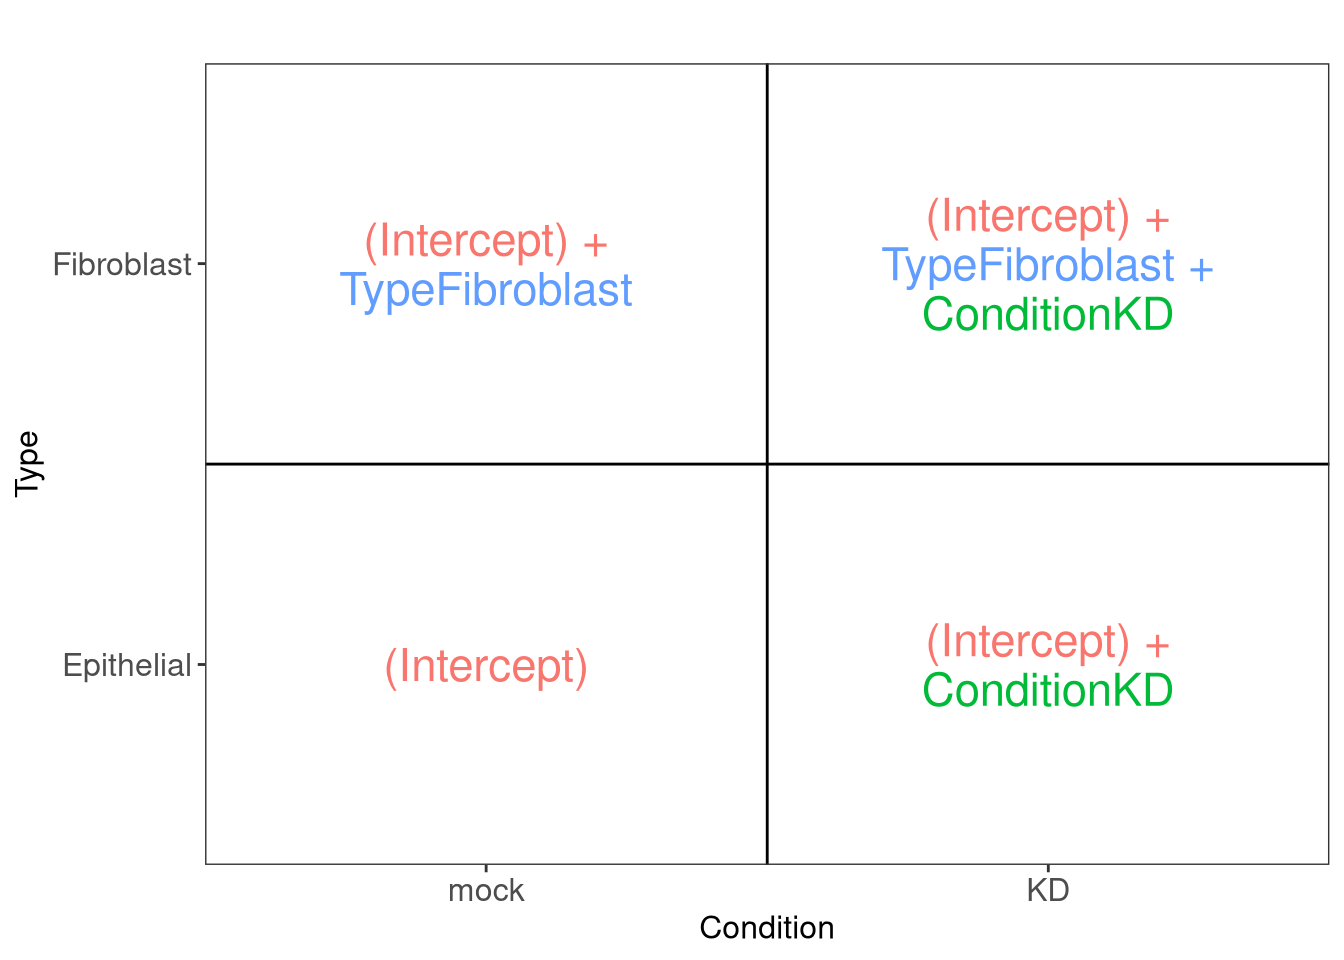 (Intercept) +
TypeFibroblast
(Intercept) +
TypeFibroblast +
ConditionKD
Fibroblast
Type
Epithelial
(Intercept)
(Intercept) +
ConditionKD
mock
KD
Condition